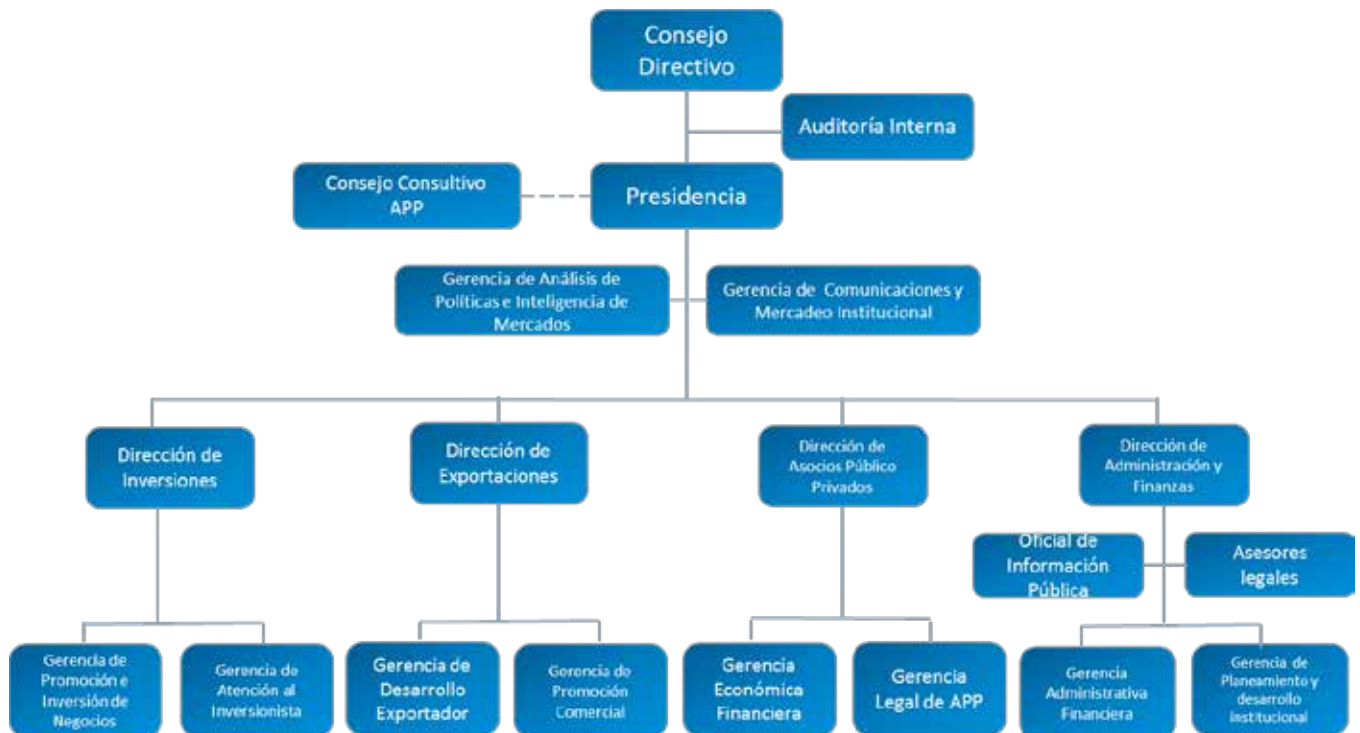 Consejo
Directivo
Auditoría Interna
Consejo Consultivo
APP
Presidencia
Gerencia de Análisis de
Políticas e Inteligencia de
Mercados
Gerencia de Comunicaciones y
Mercadeo Institucional
Dirección de
Inversiones
Dirección de
Exportaciones
Dirección de
Asocios Público
Privados
Dirección de
Administración y
Finanzas
Oficial de
Información
Pública
Asesores
legales
Gerencia de
Promoción e
Inversión de
Negocios
Gerencia de
Atención al
Inversionista
Gerencia de
Desarrollo
Exportador
Gerencia de
Promoción
Comercial
Gerencia
Económica
Financiera
Gerencia
Legal de APP
Gerencia
Administrativa
Financiera
Gerencia de
Planeamiento y
desarrollo
Institucional